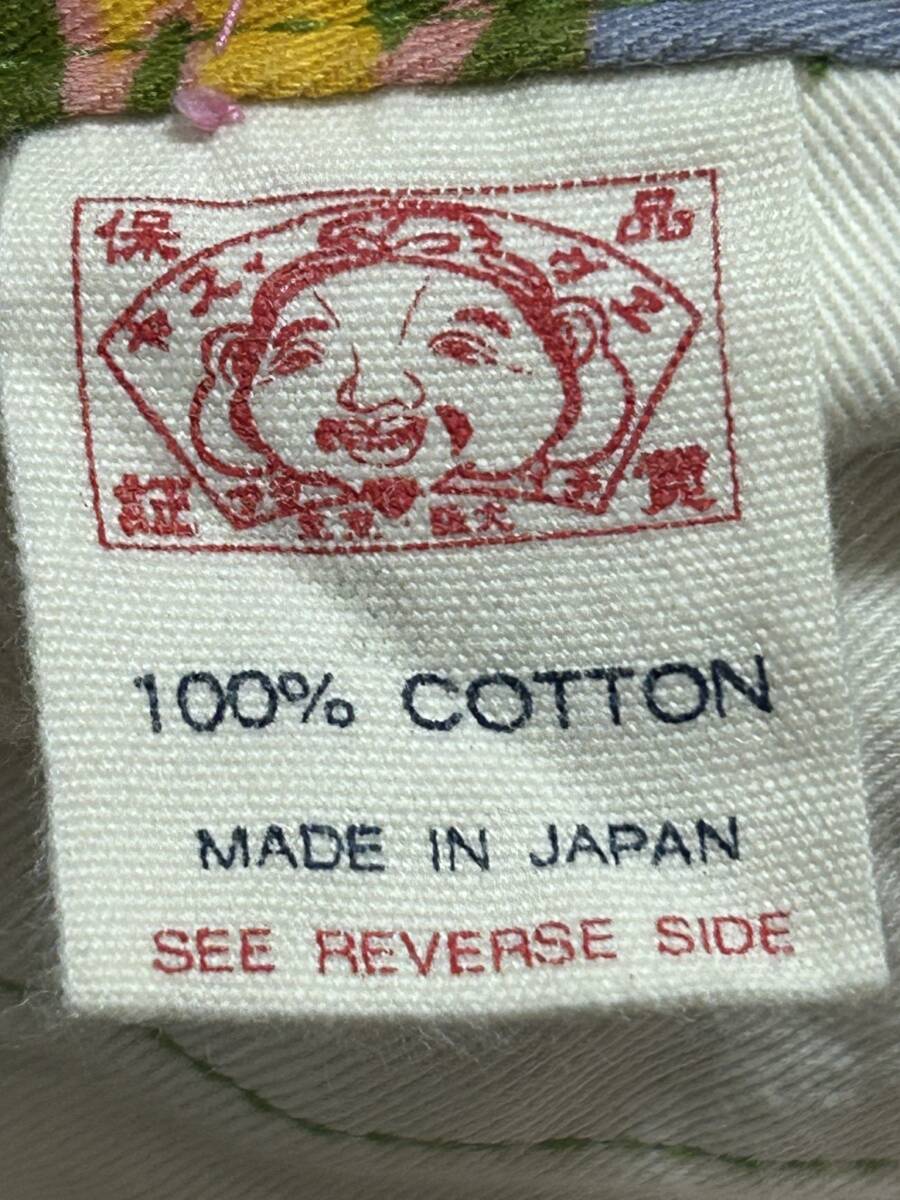 品質
保証
100% COTTON
MADE IN JAPAN
SEE REVERSE SIDE